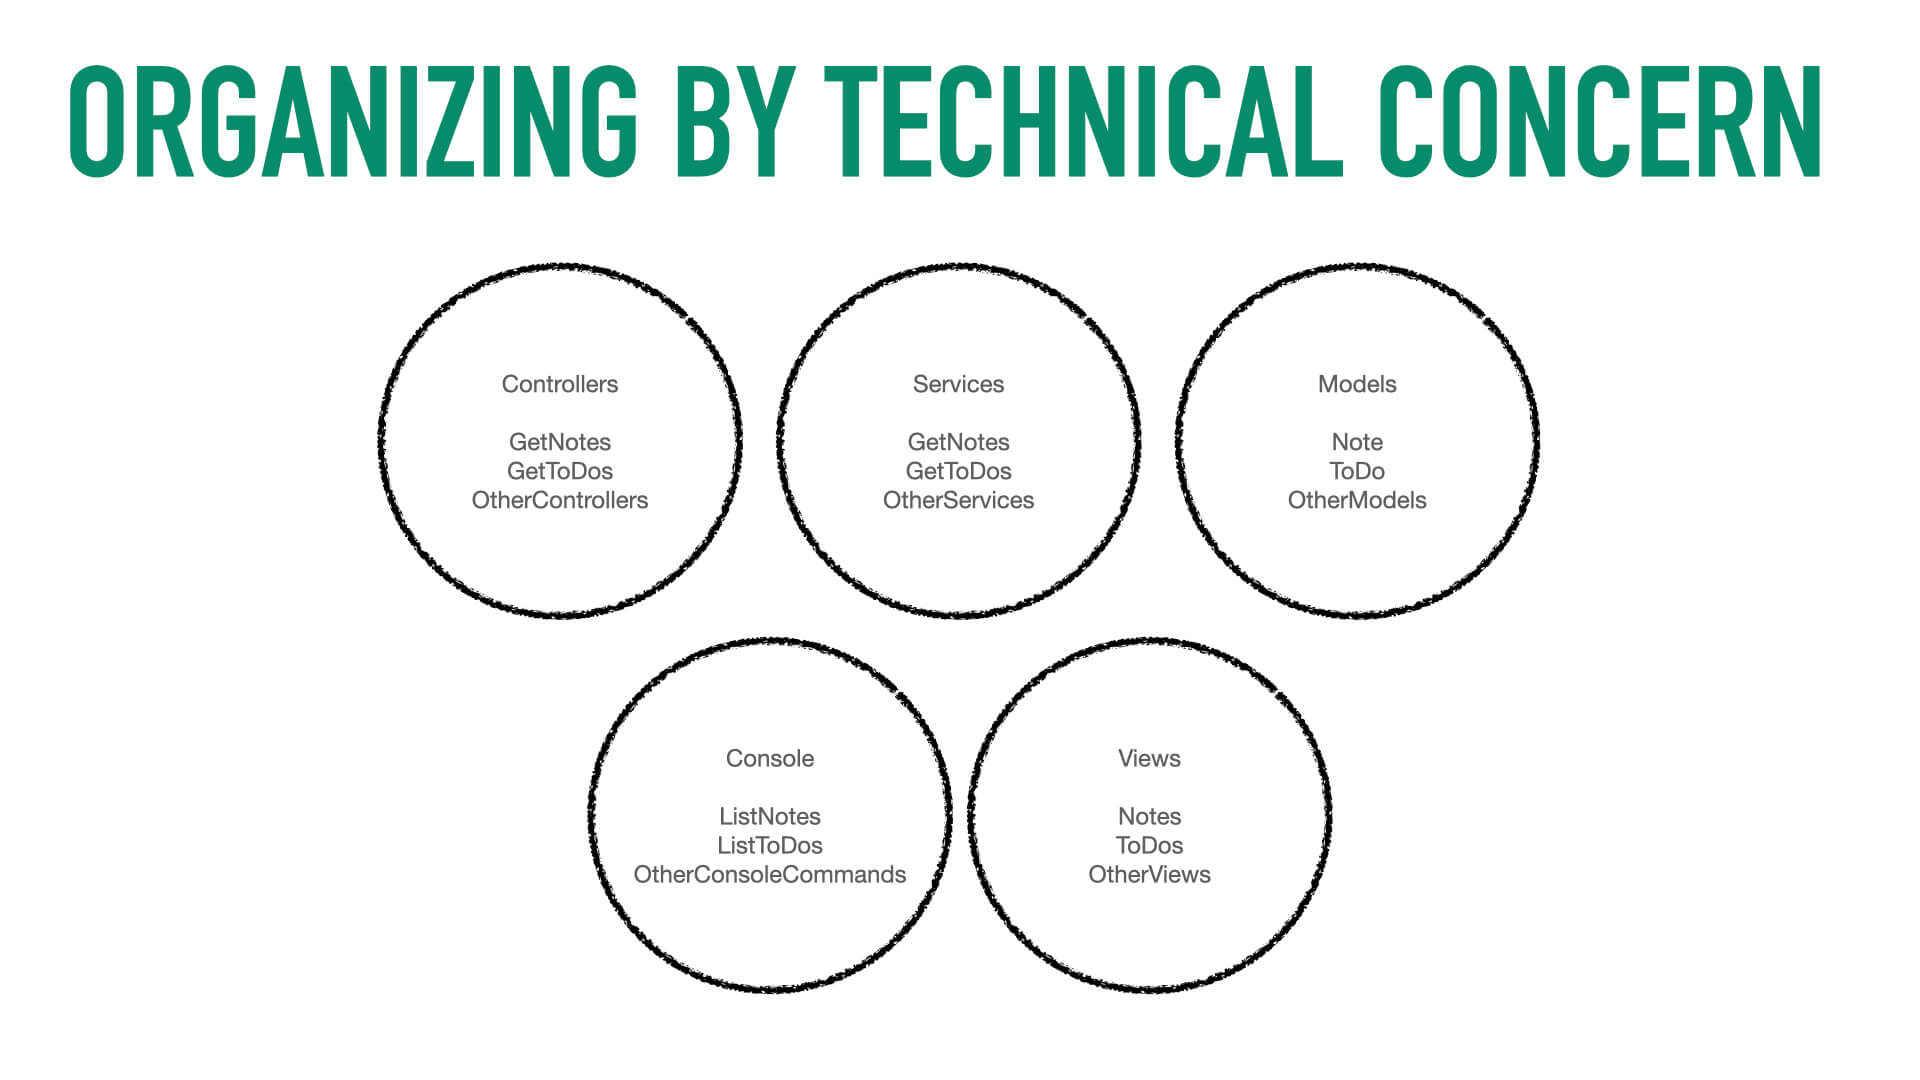 ORGANIZING BY TECHNICAL CONCERN
Controllers
GetNotes
GetToDos
OtherControllers
Services
GetNotes
GetToDos
OtherServices
Models
Note
ToDo
OtherModels
Console
ListNotes
ListToDos
OtherConsoleCommands
Views
Notes
ToDos
OtherViews